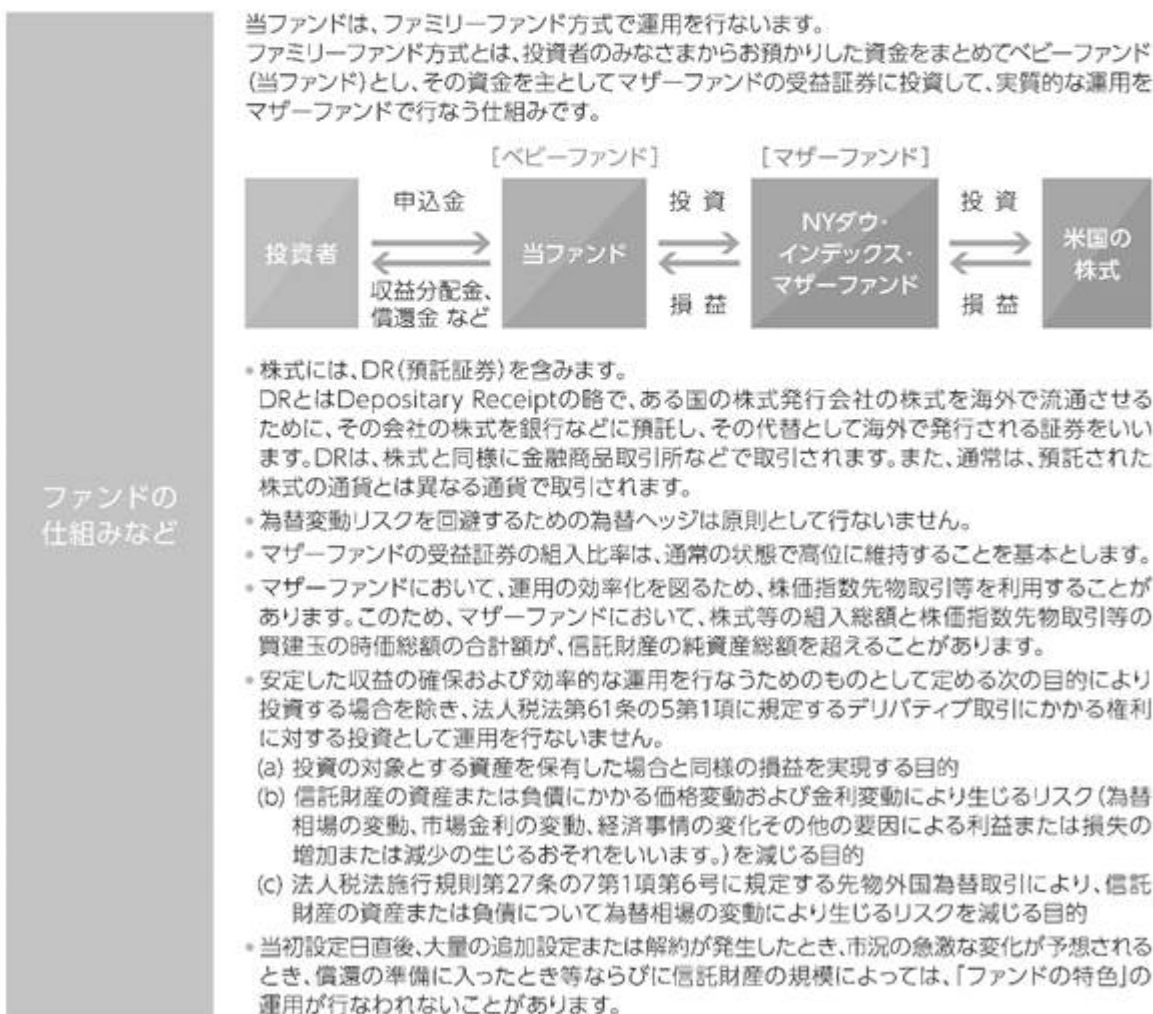 当ファンドは、ファミリーファンド方式で運用を行ないます。
ファミリーファンド方式とは、投資者のみなさまからお預かりした資金をまとめてベビーファンド
(当ファンド)とし、その資金を主としてマザーファンドの受益証券に投資して、実質的な運用を
マザーファンドで行なう仕組みです。
[ベビーファンド]
[マザーファンド]
投資者
申込金
収益分配金、
償還金 など
当ファンド
投 資
損 益
NYダウ・
インデックス・
マザーファンド
投 資
損 益
米国の
株式
ファンドの
仕組みなど
• 株式には、DR(預託証券)を含みます。
DRとはDepositary Receiptの略で、ある国の株式発行会社の株式を海外で流通させる
ために、その会社の株式を銀行などに預託し、その代替として海外で発行される証券をいい
ます。DRは、株式と同様に金融商品取引所などで取引されます。また、通常は、預託された
株式の通貨とは異なる通貨で取引されます。
• 為替変動リスクを回避するための為替ヘッジは原則として行ないません。
• マザーファンドの受益証券の組入比率は、通常の状態で高位に維持することを基本とします。
• マザーファンドにおいて、運用の効率化を図るため、株価指数先物取引等を利用することが
あります。このため、マザーファンドにおいて、株式等の組入総額と株価指数先物取引等の
買建玉の時価総額の合計額が、信託財産の純資産総額を超えることがあります。
• 安定した収益の確保および効率的な運用を行なうためのものとして定める次の目的により
投資する場合を除き、法人税法第61条の5第1項に規定するデリバティブ取引にかかる権利
に対する投資として運用を行ないません。
(a) 投資の対象とする資産を保有した場合と同様の損益を実現する目的
(b) 信託財産の資産または負債にかかる価格変動および金利変動により生じるリスク(為替
相場の変動、市場金利の変動、経済事情の変化その他の要因による利益または損失の
増加または減少の生じるおそれをいいます。)を減じる目的
(c) 法人税法施行規則第27条の7第1項第6号に規定する先物外国為替取引により、信託
財産の資産または負債について為替相場の変動により生じるリスクを減じる目的
• 当初設定日直後、大量の追加設定または解約が発生したとき、市況の急激な変化が予想される
とき、償還の準備に入ったとき等ならびに信託財産の規模によっては、「ファンドの特色」の
運用が行なわれないことがあります。